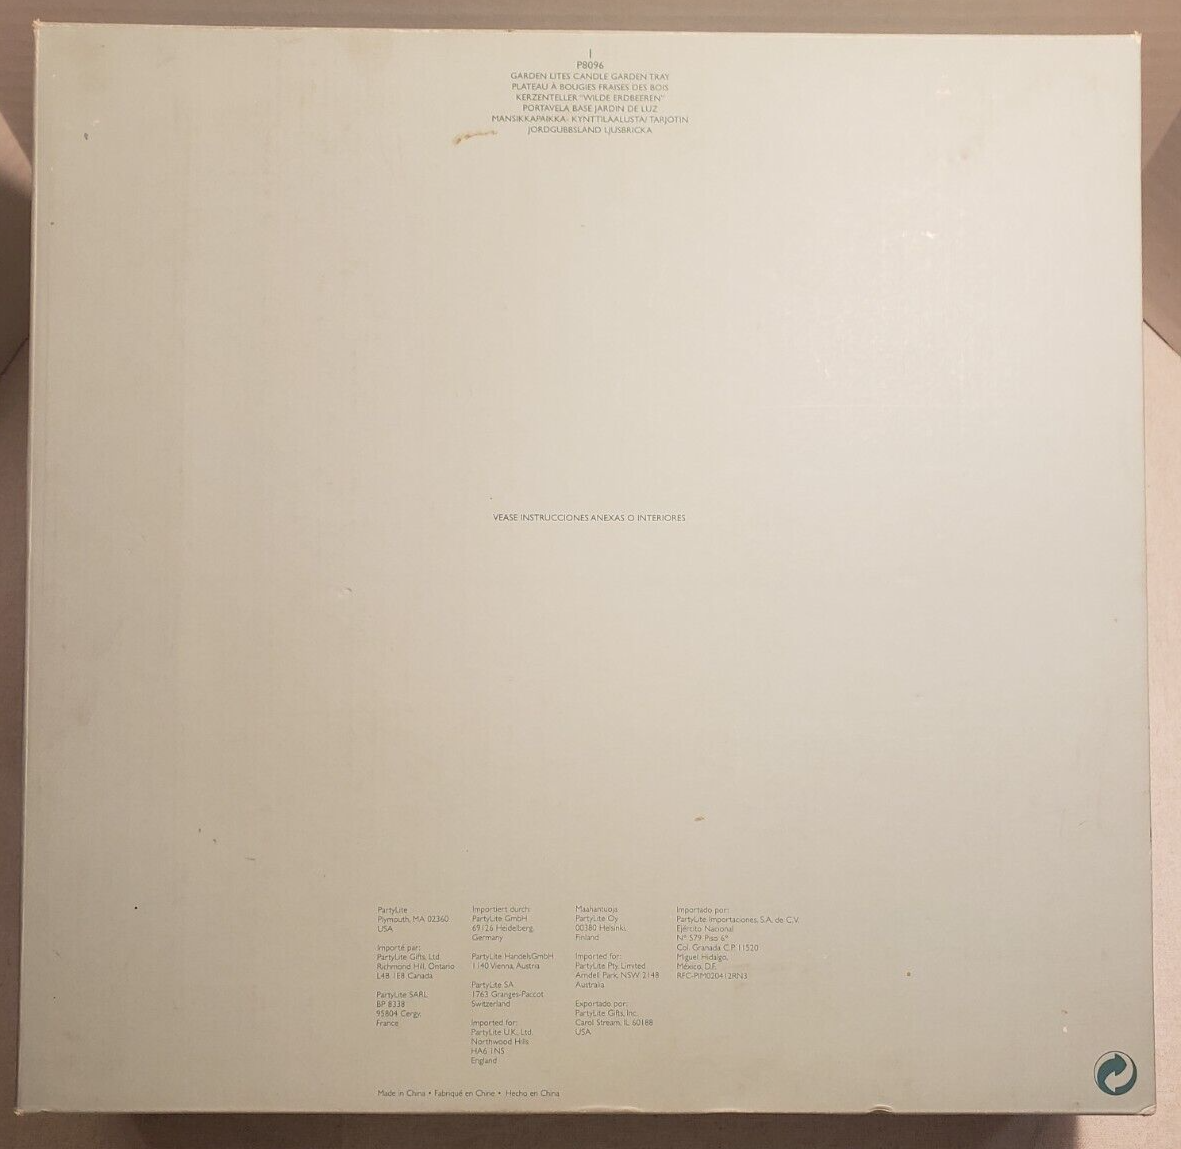 1
P8096
GARDEN LITES CANDLE GARDEN TRAY
PLATEAU À BOUGIES FRAISES DES BOIS
KERZENTELLER "WILDE ERDBEEREN"
PORTAVELA BASE JARDIN DE LUZ
MANSIKKAPAIKKA- KYNTTILÄALUSTA/ TARJOTIN
JORDGUBBSLAND LJUSBRICKA
VEASE INSTRUCCIONES ANEXAS O INTERIORES
PartyLite
Plymouth, MA 02360
USA
Importé par:
PartyLite Gifts, Ltd.
Richmond Hill, Ontario
L4B 1E8 Canada
PartyLite SARL
BP 8338
95804 Cergy
France
Importiert durch:
PartyLite GmbH
69126 Heidelberg,
Germany
PartyLite HandelsGmbH
1140 Vienna, Austria
PartyLite SA
1763 Granges-Paccot
Switzerland
Imported for:
PartyLite U.K., Ltd.
Northwood Hills
HA6 1NS
England
Maahantuoja:
PartyLite Oy
00380 Helsinki,
Finland
Imported for:
PartyLite Pty. Limited
Arndell Park, NSW 2148
Australia
Exportado por:
PartyLite Gifts, Inc.
Carol Stream, IL 60188
USA
Importado por:
PartyLite Importaciones, S.A. de C.V.
Ejército Nacional
N° 579 Piso 6°
Col. Granada C.P. 11520
Miguel Hidalgo,
México, D.F.
RFC-PIM020412RN3
Made in China • Fabriqué en Chine • Hecho en China